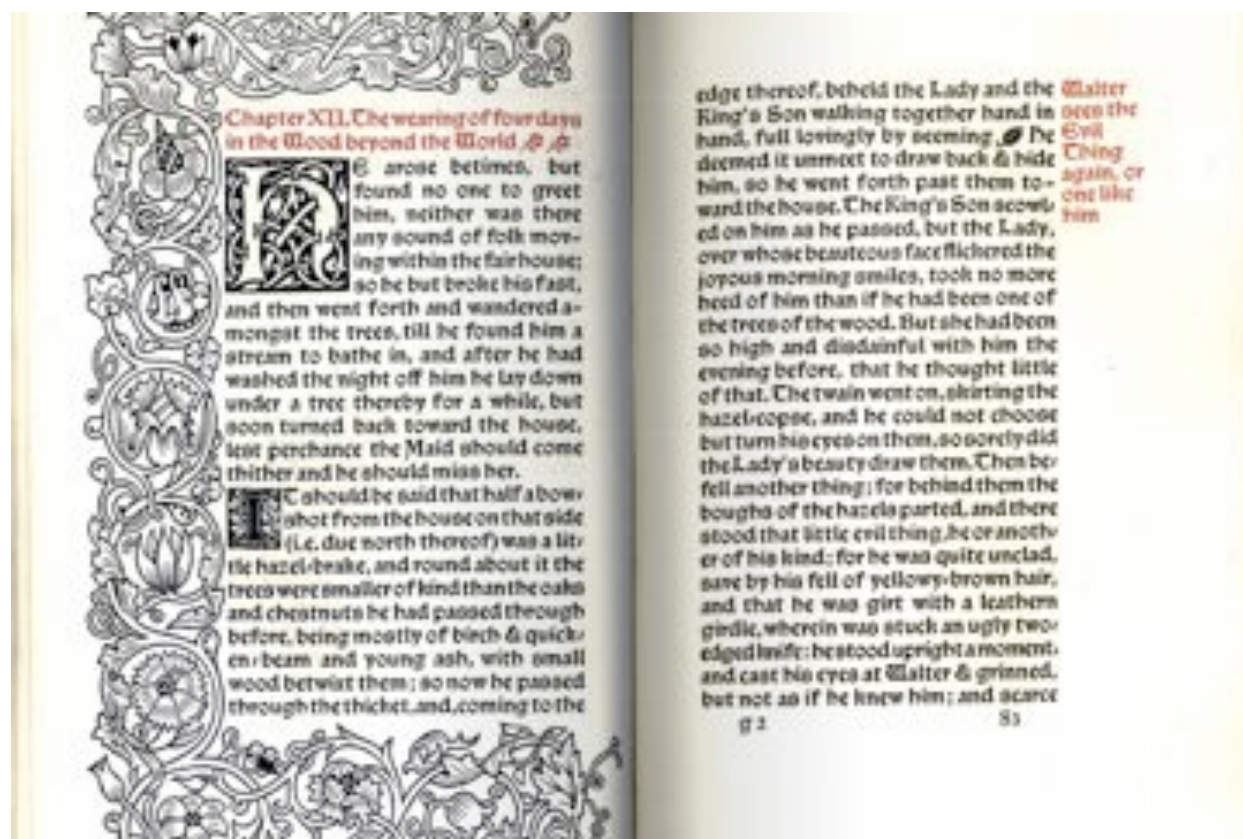 Chapter XII. The wearing of four days
in the Wood beyond the World
HE arose betimes, but
found no one to greet
him, neither was there
any sound of folk mov-
ing within the fair house;
so he but broke his fast,
and then went forth and wandered a-
mongst the trees, till he found him a
stream to bathe in, and after he had
washed the night off him he lay down
under a tree thereby for a while, but
soon turned back toward the house,
lest perchance the Maid should come
thither and he should miss her.
IT should be said that half a bow-
shot from the house on that side
(i.e. due north thereof) was a lit-
tle hazel-brake, and round about it the
trees were smaller of kind than the oaks
and chestnuts he had passed through
before, being mostly of birch & quick-
en-beam and young ash, with small
wood betwixt them; so now he passed
through the thicket, and, coming to the
edge thereof, beheld the Lady and the
King's Son walking together hand in
hand, full lovingly by seeming. He
deemed it unmeet to draw back & hide
him, so he went forth past them to-
ward the house. The King's Son scowl-
ed on him as he passed, but the Lady,
over whose beauteous face flickered the
joyous morning smiles, took no more
heed of him than if he had been one of
the trees of the wood. But she had been
so high and disdainful with him the
evening before, that he thought little
of that. The twain went on, skirting the
hazel-copse, and he could not choose
but turn his eyes on them, so sorely did
the Lady's beauty draw them. Then be-
fell another thing; for behind them the
boughs of the hazels parted, and there
stood that little evil thing, he or anoth-
er of his kind; for he was quite unclad,
save by his fell of yellowy-brown hair,
and that he was girt with a leathern
girdle, wherein was stuck an ugly two-
edged knife: he stood upright a moment,
and cast his eyes at Walter & grinned,
but not as if he knew him; and scarce
g2 83
Walter
sees the
Evil
Thing
again, or
one like
him